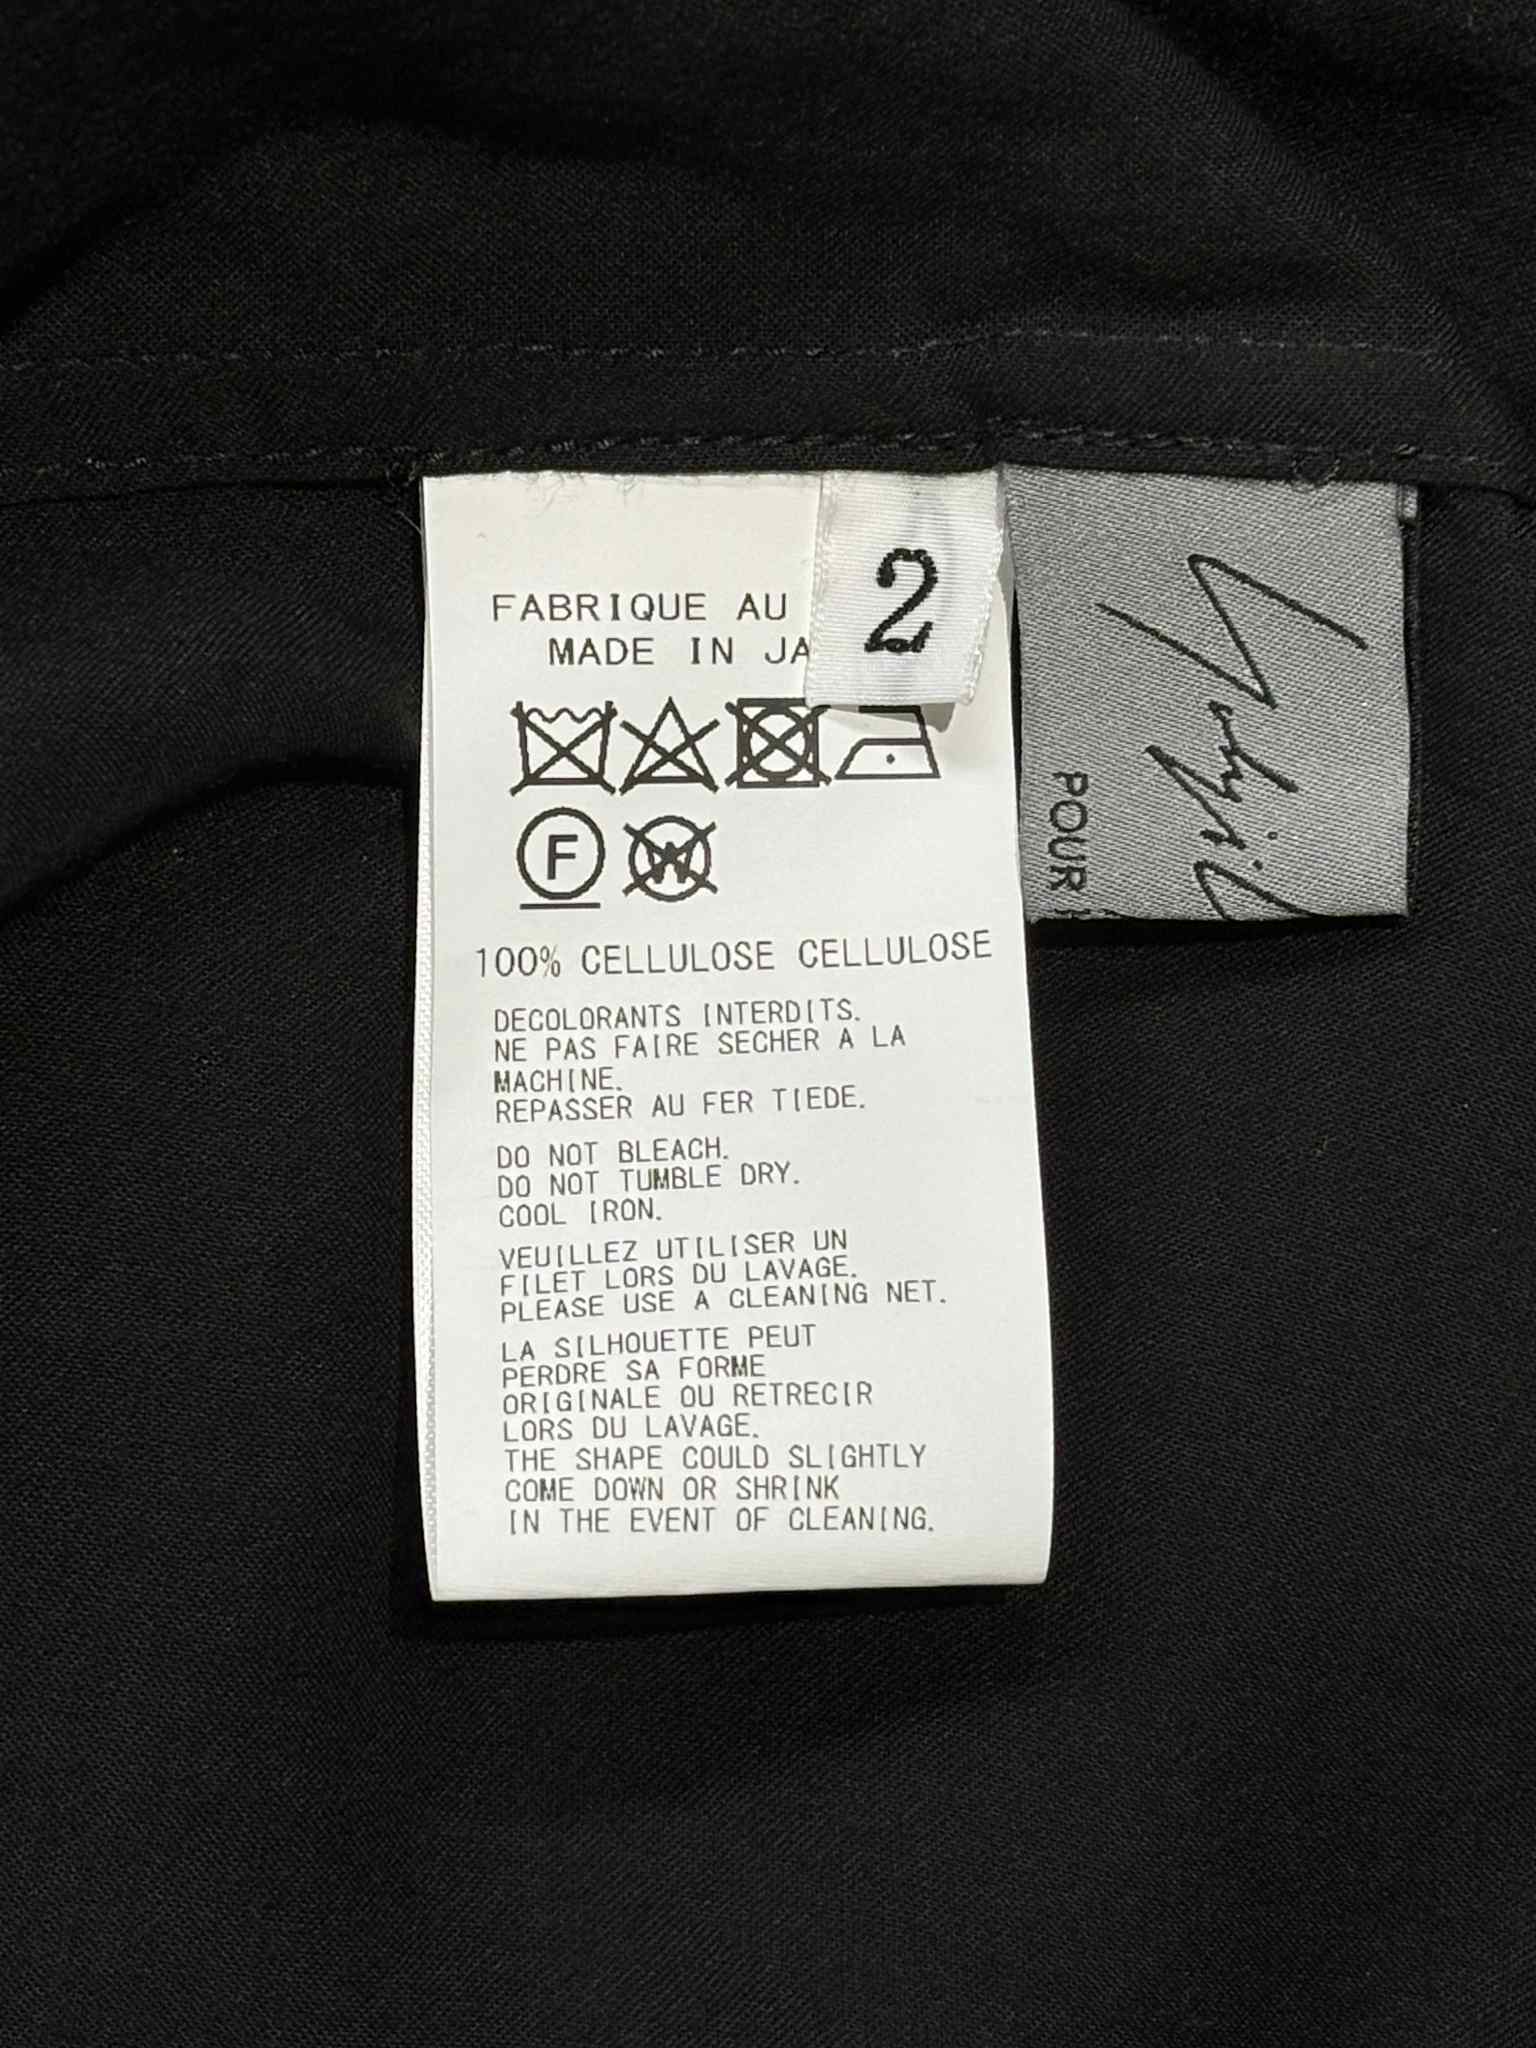 FABRIQUE AU
MADE IN JA
2
F
W
100% CELLULOSE CELLULOSE
DECOLORANTS INTERDITS.
NE PAS FAIRE SECHER A LA
MACHINE.
REPASSER AU FER TIEDE.
DO NOT BLEACH.
DO NOT TUMBLE DRY.
COOL IRON.
VEUILLEZ UTILISER UN
FILET LORS DU LAVAGE.
PLEASE USE A CLEANING NET.
LA SILHOUETTE PEUT
PERDRE SA FORME
ORIGINALE OU RETRECIR
LORS DU LAVAGE.
THE SHAPE COULD SLIGHTLY
COME DOWN OR SHRINK
IN THE EVENT OF CLEANING.
POUR